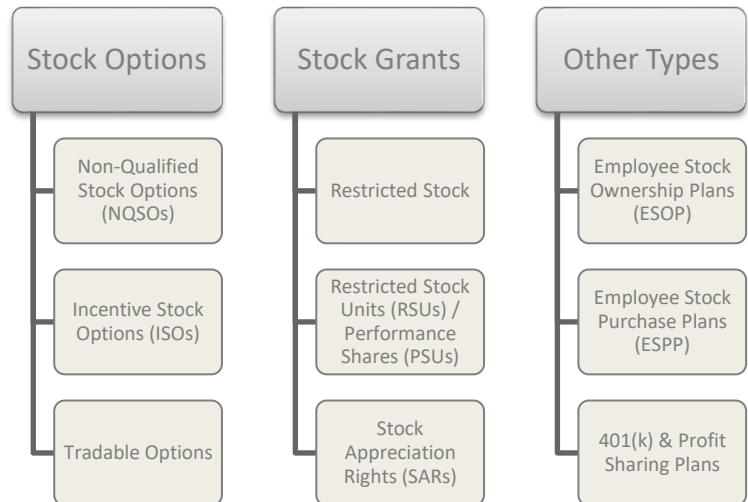 Stock Options
Non-Qualified
Stock Options
(NQSOs)
Incentive Stock
Options (ISOs)
Tradable Options
Stock Grants
Restricted Stock
Restricted Stock
Units (RSUs) /
Performance
Shares (PSUs)
Stock
Appreciation
Rights (SARs)
Other Types
Employee Stock
Ownership Plans
(ESOP)
Employee Stock
Purchase Plans
(ESPP)
401(k) & Profit
Sharing Plans